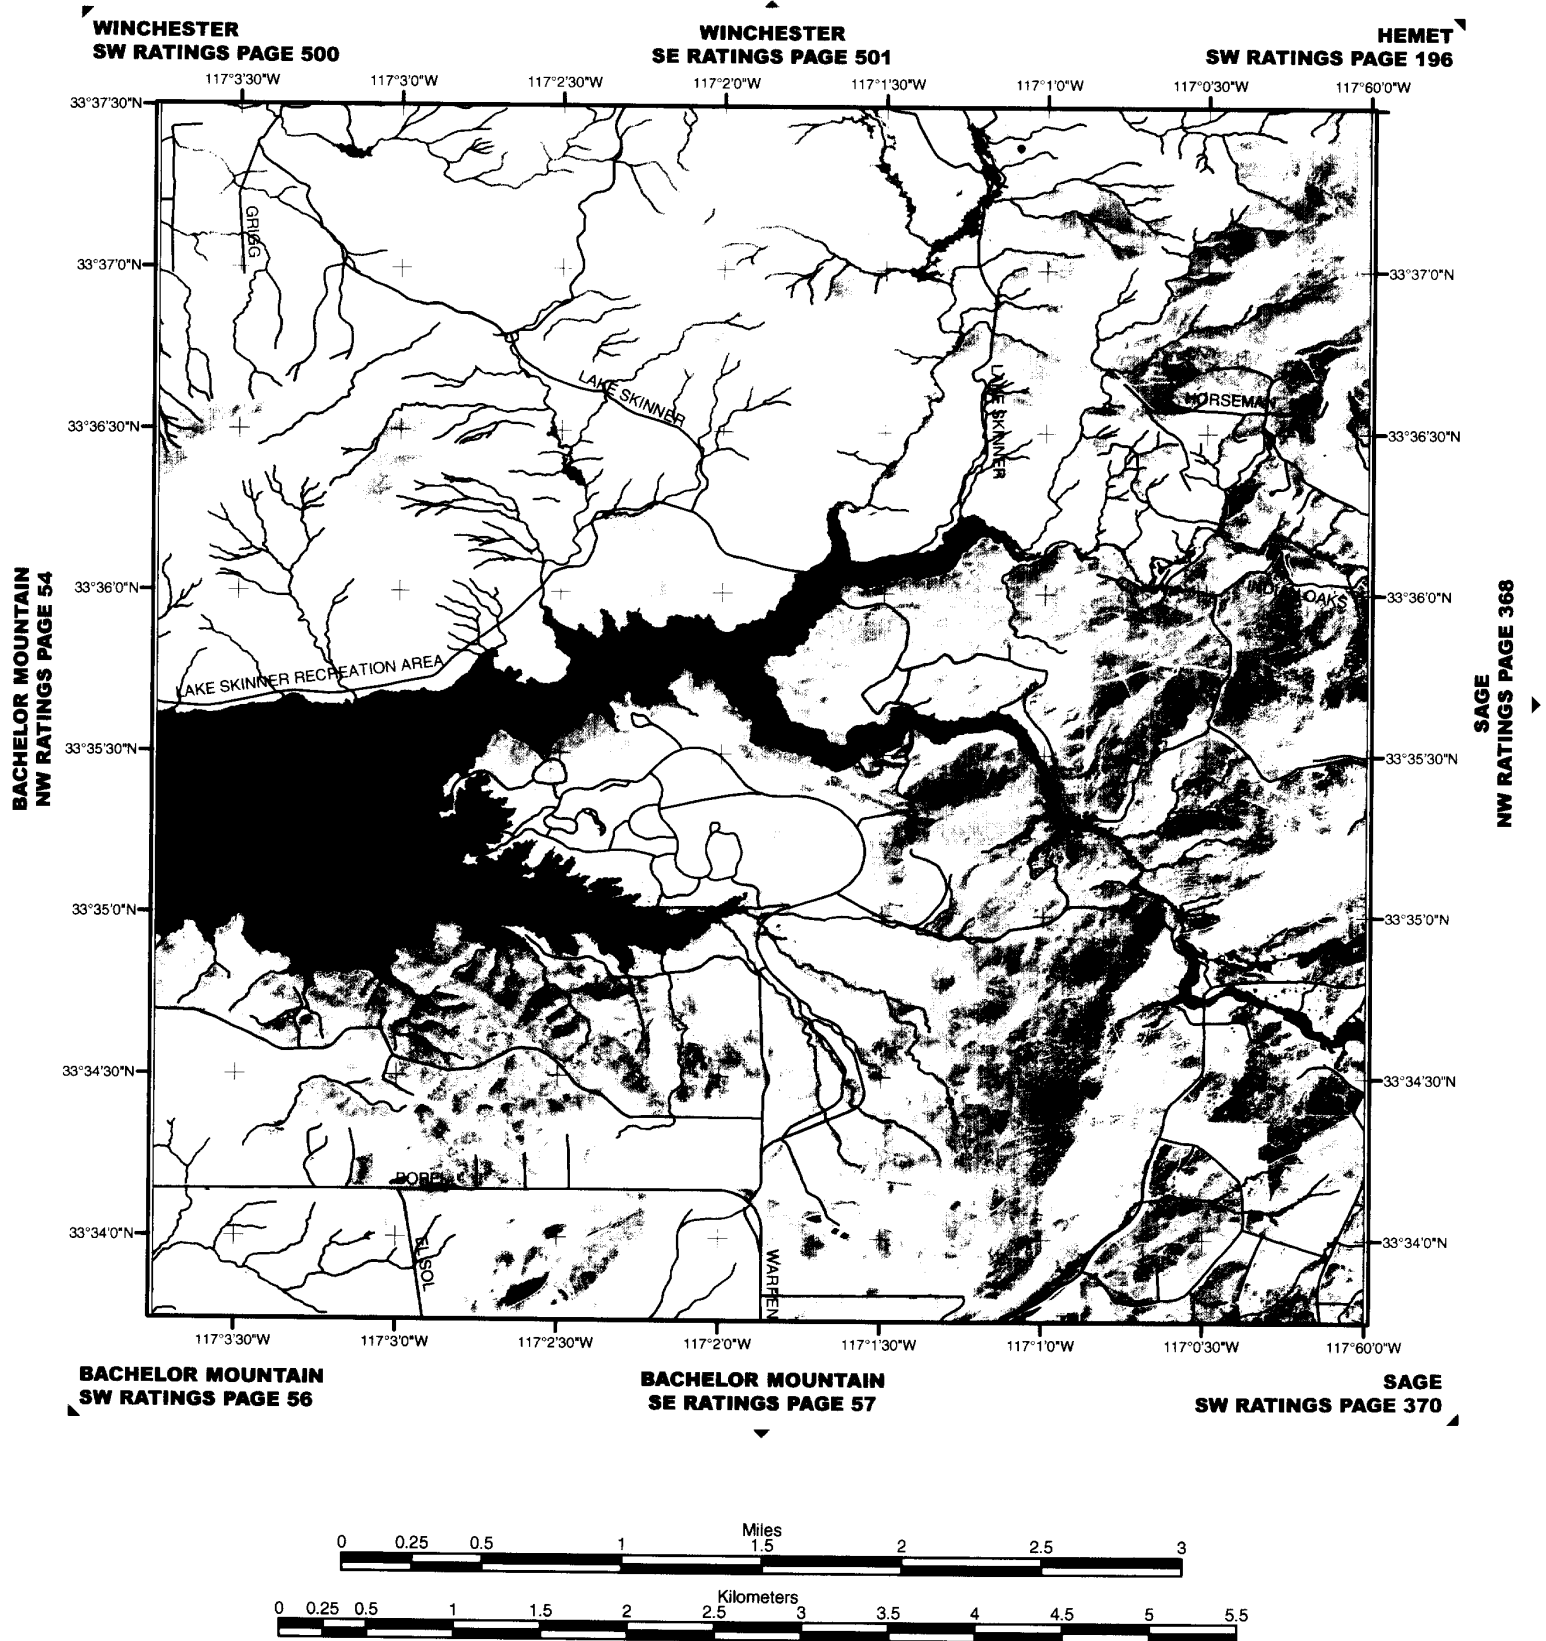 WINCHESTER
SW RATINGS PAGE 500
WINCHESTER
SE RATINGS PAGE 501
HEMET
SW RATINGS PAGE 196
117°3'30"W
117°3'0"W
117°2'30"W
117°2'0"W
117°1'30"W
117°1'0"W
117°0'30"W
117°60'0"W
33°37'30"N
GRIGG
33°37'0"N
33°37'0"N
LAKE SKINNER
LAKE SKINNER
HORSEMAN
33°36'30"N
33°36'30"N
BACHELOR MOUNTAIN
NW RATINGS PAGE 54
33°36'0"N
33°36'0"N
INDIAN OAKS
SAGE
NW RATINGS PAGE 368
LAKE SKINNER RECREATION AREA
33°35'30"N
33°35'30"N
33°35'0"N
33°35'0"N
33°34'30"N
33°34'30"N
33°34'0"N
33°34'0"N
EL SOL
WARREN
117°3'30"W
117°3'0"W
117°2'30"W
117°2'0"W
117°1'30"W
117°1'0"W
117°0'30"W
117°60'0"W
BACHELOR MOUNTAIN
SW RATINGS PAGE 56
BACHELOR MOUNTAIN
SE RATINGS PAGE 57
SAGE
SW RATINGS PAGE 370
Miles
0 0.25 0.5 1 1.5 2 2.5 3
Kilometers
0 0.25 0.5 1 1.5 2 2.5 3 3.5 4 4.5 5 5.5